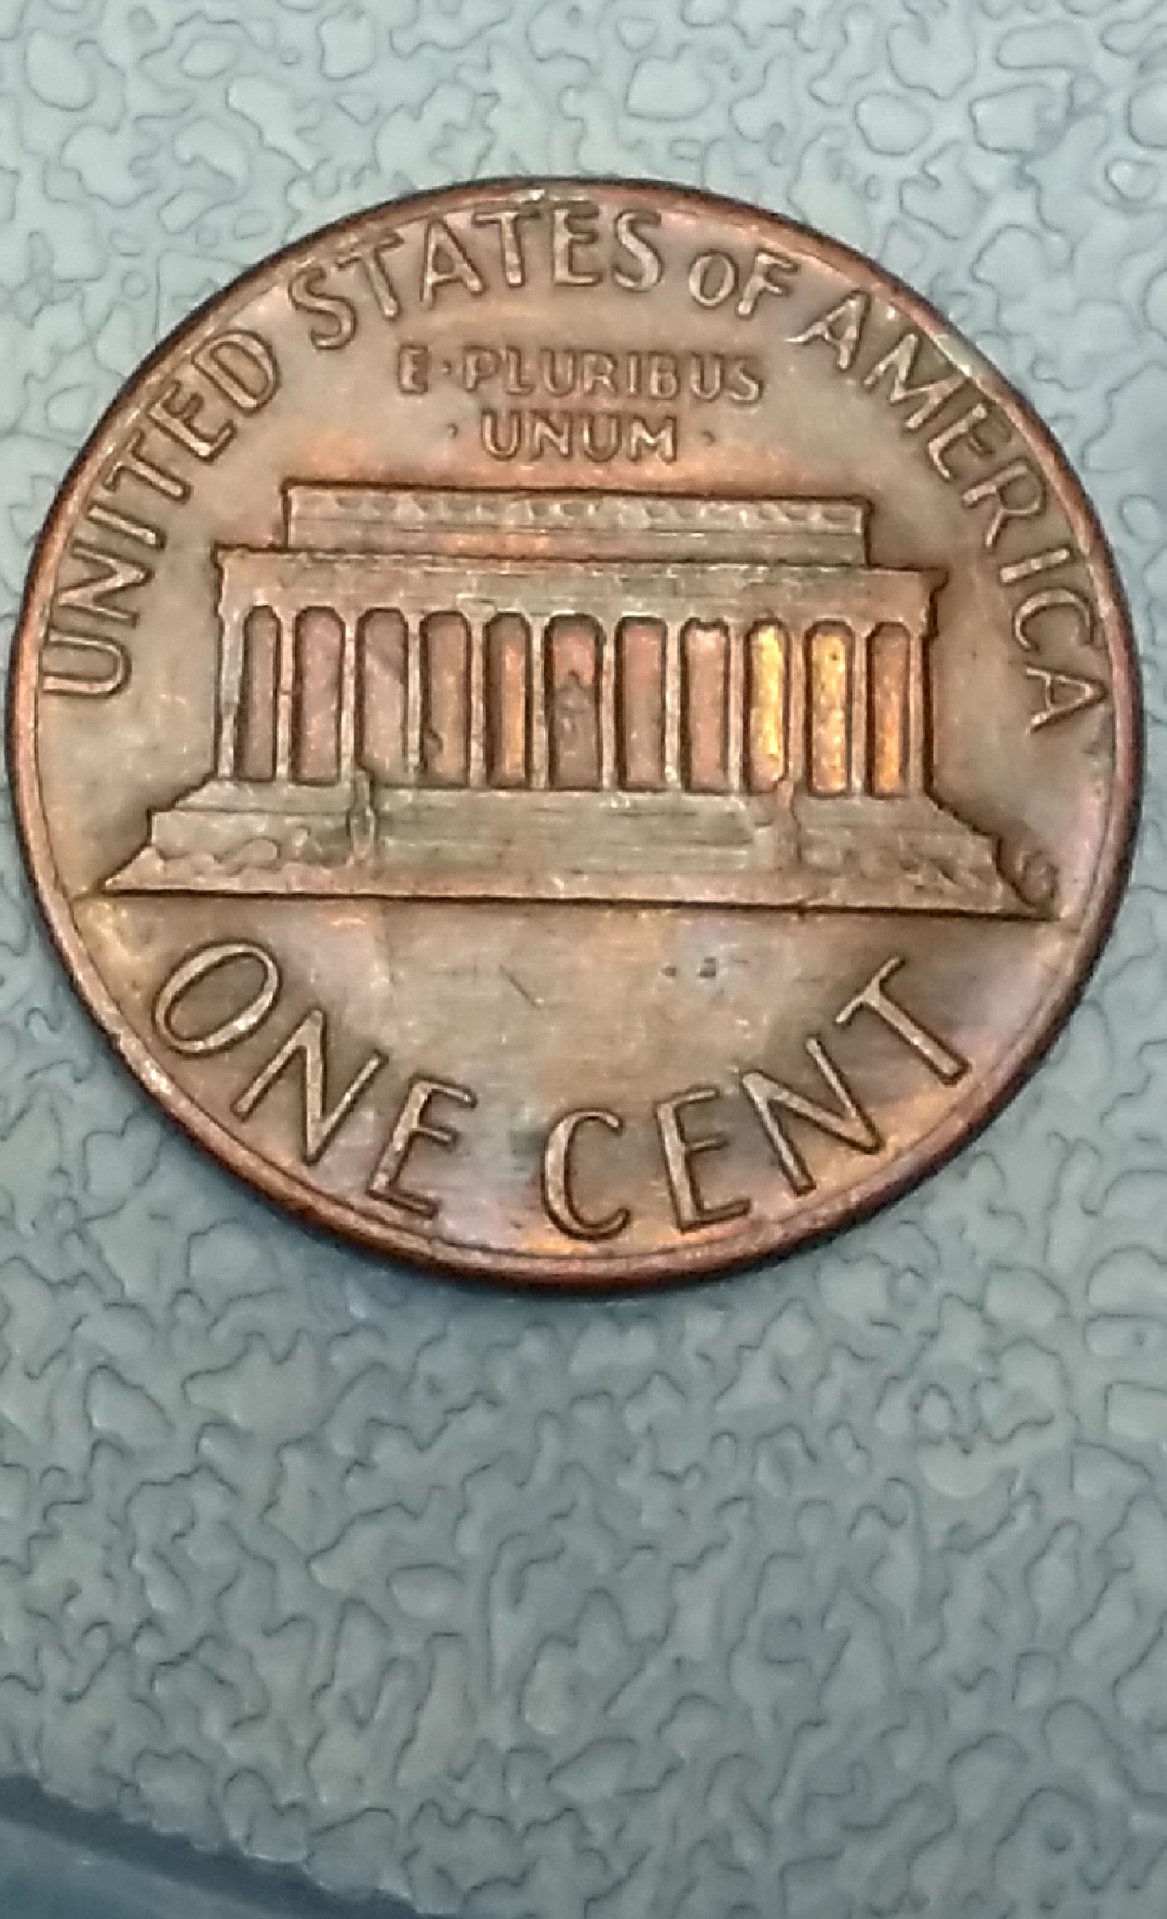 UNITED STATES OF AMERICA
E·PLURIBUS
UNUM
ONE CENT